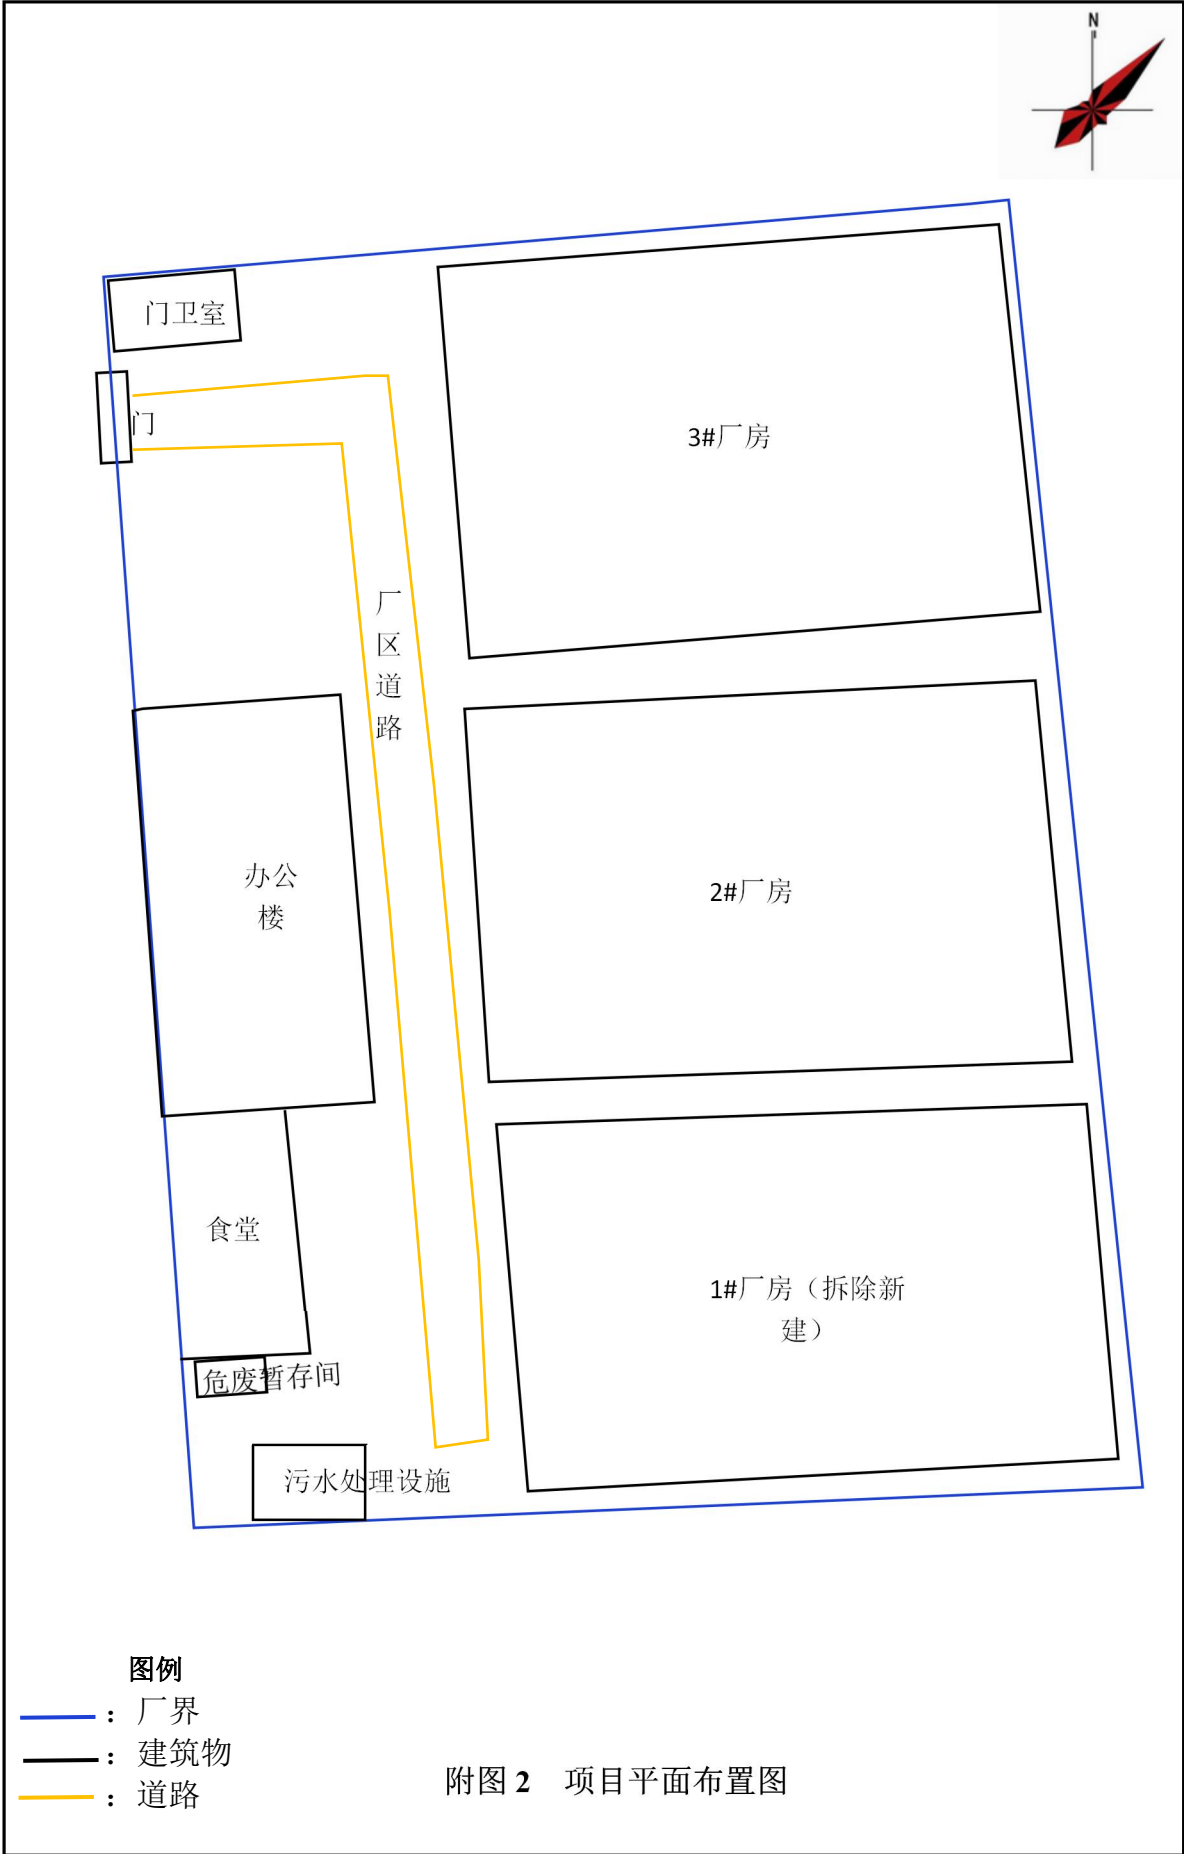 N
门卫室
门
3#厂房
厂
区
道
路
办公
楼
2#厂房
食堂
1#厂房（拆除新
建）
危废暂存间
污水处理设施
图例
：厂界
：建筑物
：道路
附图 2 项目平面布置图